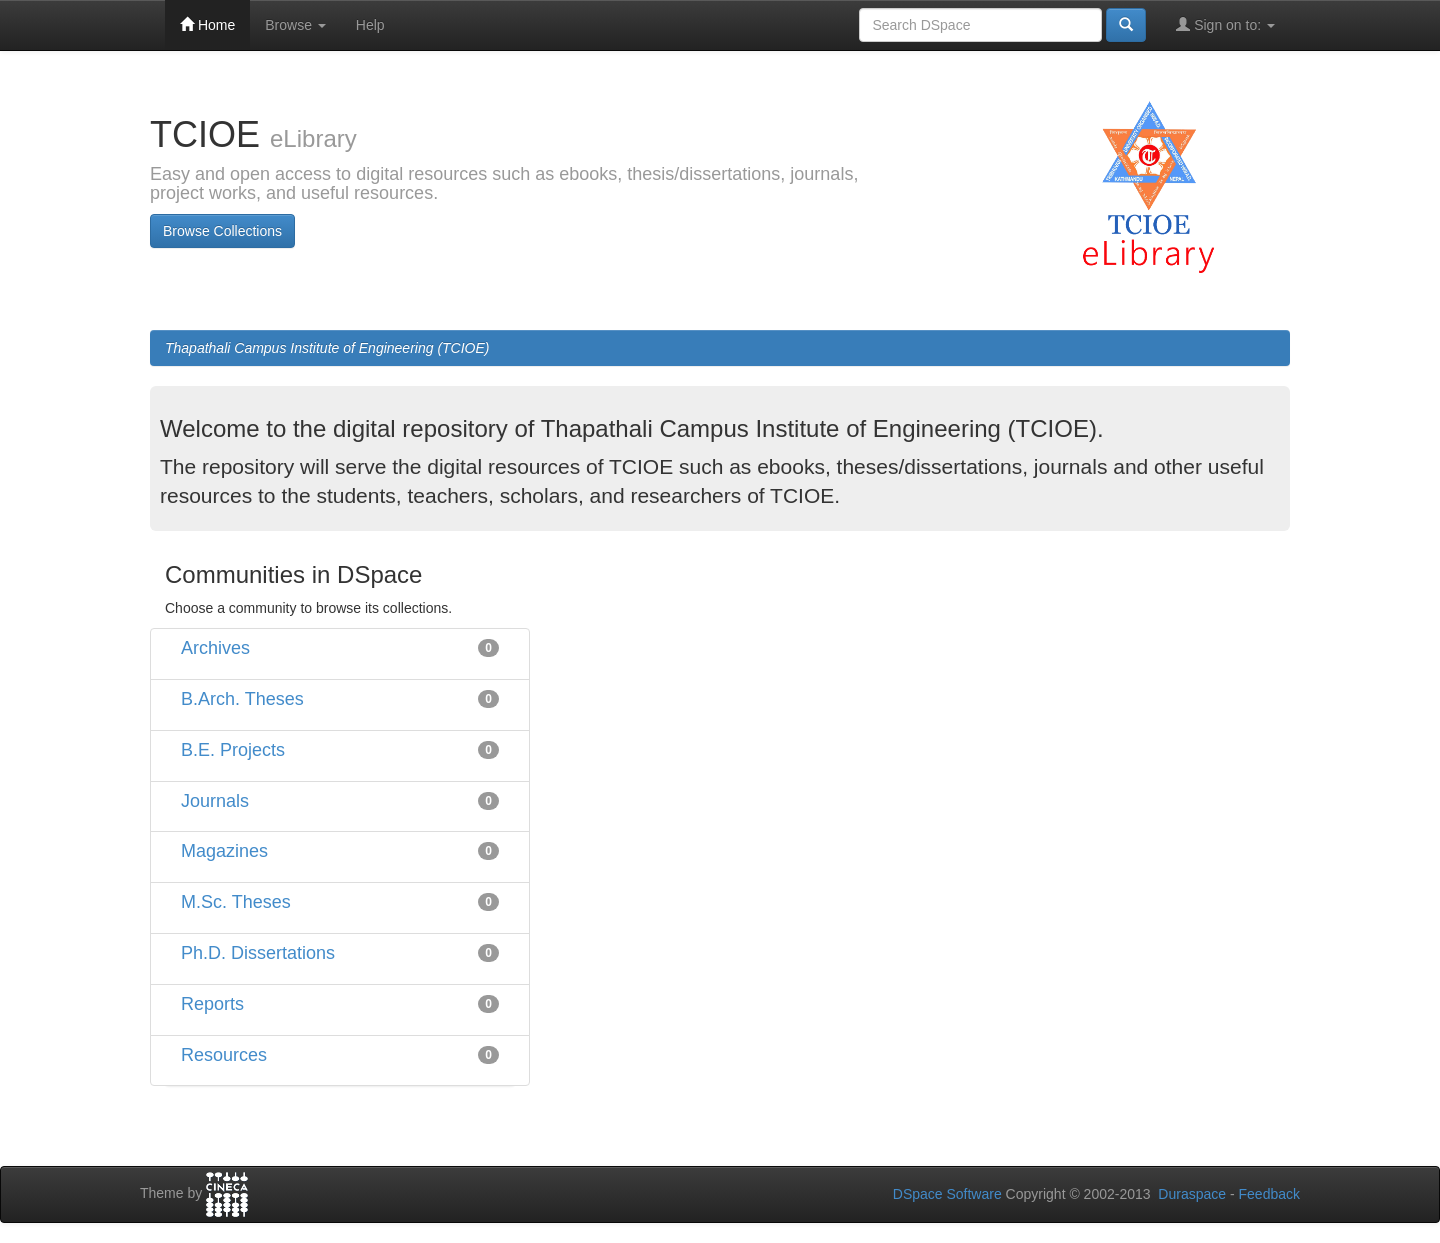 Home Browse Help Search DSpace Sign on to:
TCIOE eLibrary
Easy and open access to digital resources such as ebooks, thesis/dissertations, journals,
project works, and useful resources.
Browse Collections
TCIOE
eLibrary
Thapathali Campus Institute of Engineering (TCIOE)
Welcome to the digital repository of Thapathali Campus Institute of Engineering (TCIOE).
The repository will serve the digital resources of TCIOE such as ebooks, theses/dissertations, journals and other useful
resources to the students, teachers, scholars, and researchers of TCIOE.
Communities in DSpace
Choose a community to browse its collections.
Archives 0
B.Arch. Theses 0
B.E. Projects 0
Journals 0
Magazines 0
M.Sc. Theses 0
Ph.D. Dissertations 0
Reports 0
Resources 0
Theme by CINECA
DSpace Software Copyright © 2002-2013 Duraspace - Feedback